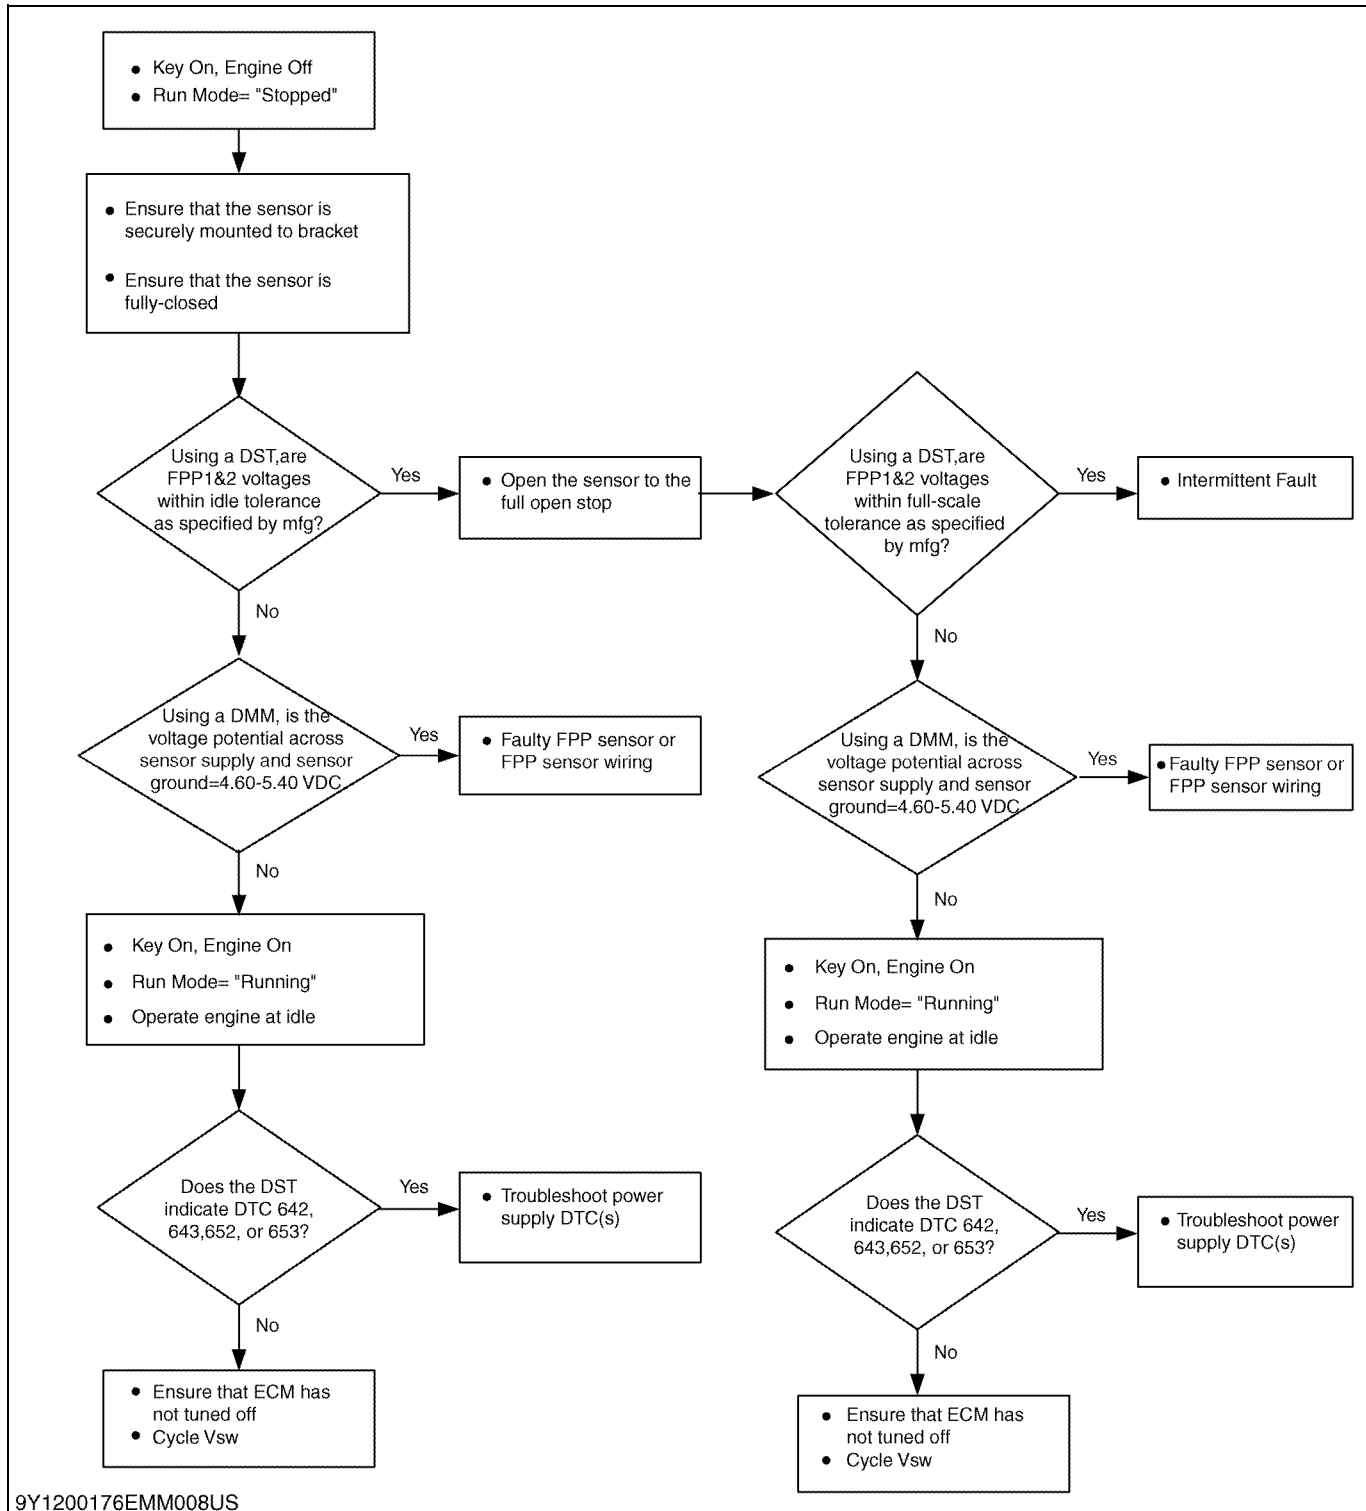 ● Key On, Engine Off
● Run Mode= "Stopped"
● Ensure that the sensor is
securely mounted to bracket
● Ensure that the sensor is
fully-closed
Using a DST,are
FPP1&2 voltages
within idle tolerance
as specified by mfg?
Yes
● Open the sensor to the
full open stop
Using a DST,are
FPP1&2 voltages
within full-scale
tolerance as specified
by mfg?
Yes
● Intermittent Fault
No
Using a DMM, is the
voltage potential across
sensor supply and sensor
ground=4.60-5.40 VDC
Yes
● Faulty FPP sensor or
FPP sensor wiring
No
● Key On, Engine On
● Run Mode= "Running"
● Operate engine at idle
Does the DST
indicate DTC 642,
643,652, or 653?
Yes
● Troubleshoot power
supply DTC(s)
No
● Ensure that ECM has
not tuned off
● Cycle Vsw
No
Using a DMM, is the
voltage potential across
sensor supply and sensor
ground=4.60-5.40 VDC
Yes
● Faulty FPP sensor or
FPP sensor wiring
No
● Key On, Engine On
● Run Mode= "Running"
● Operate engine at idle
Does the DST
indicate DTC 642,
643,652, or 653?
Yes
● Troubleshoot power
supply DTC(s)
No
● Ensure that ECM has
not tuned off
● Cycle Vsw
9Y1200176EMM008US